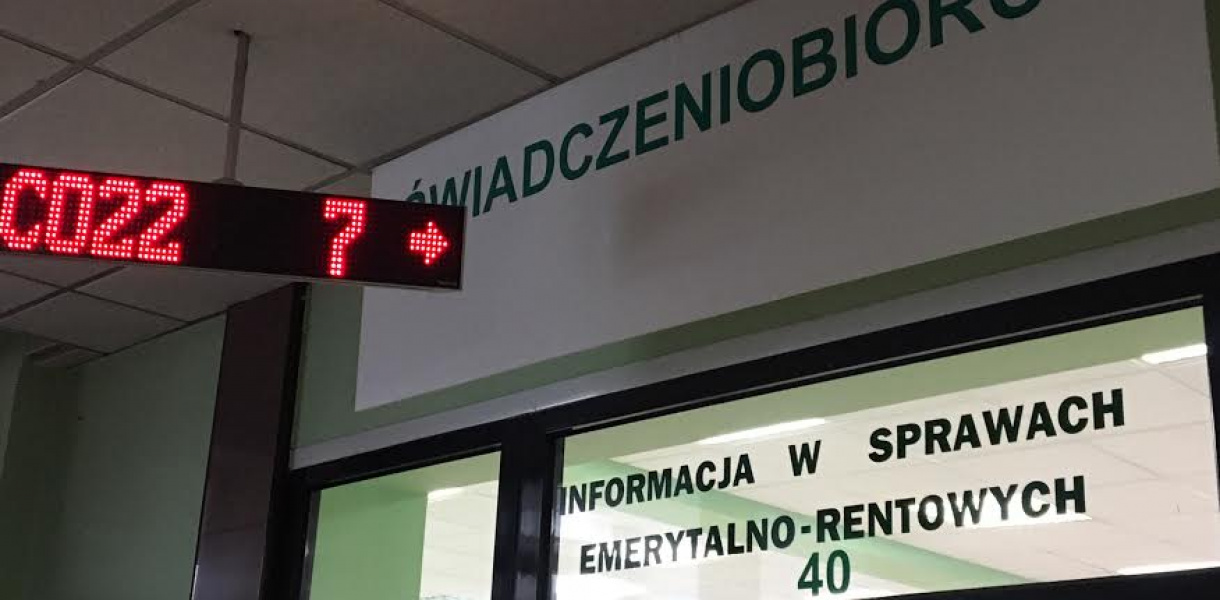 ŚWIADCZENIOBIORC
C022 7 →
INFORMACJA W SPRAWACH
EMERYTALNO-RENTOWYCH
40